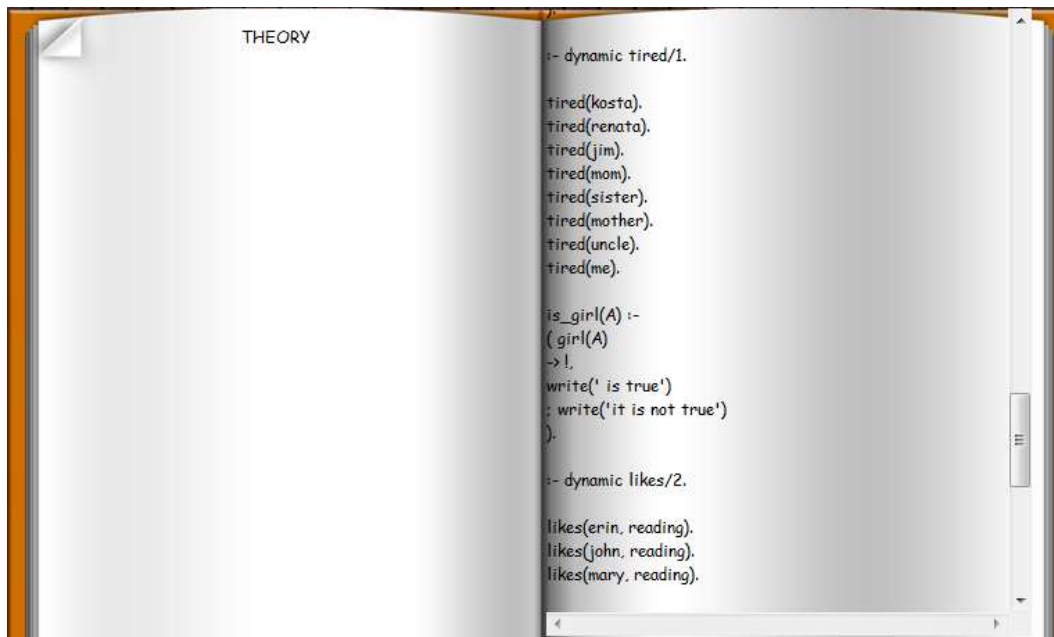 THEORY
).
:- dynamic tired/1.
tired(kosta).
tired(renata).
tired(jim).
tired(mom).
tired(sister).
tired(mother).
tired(uncle).
tired(me).
is_girl(A) :-
( girl(A)
-> !,
write(' is true')
; write('it is not true')
).
:- dynamic likes/2.
likes(erin, reading).
likes(john, reading).
likes(mary, reading).